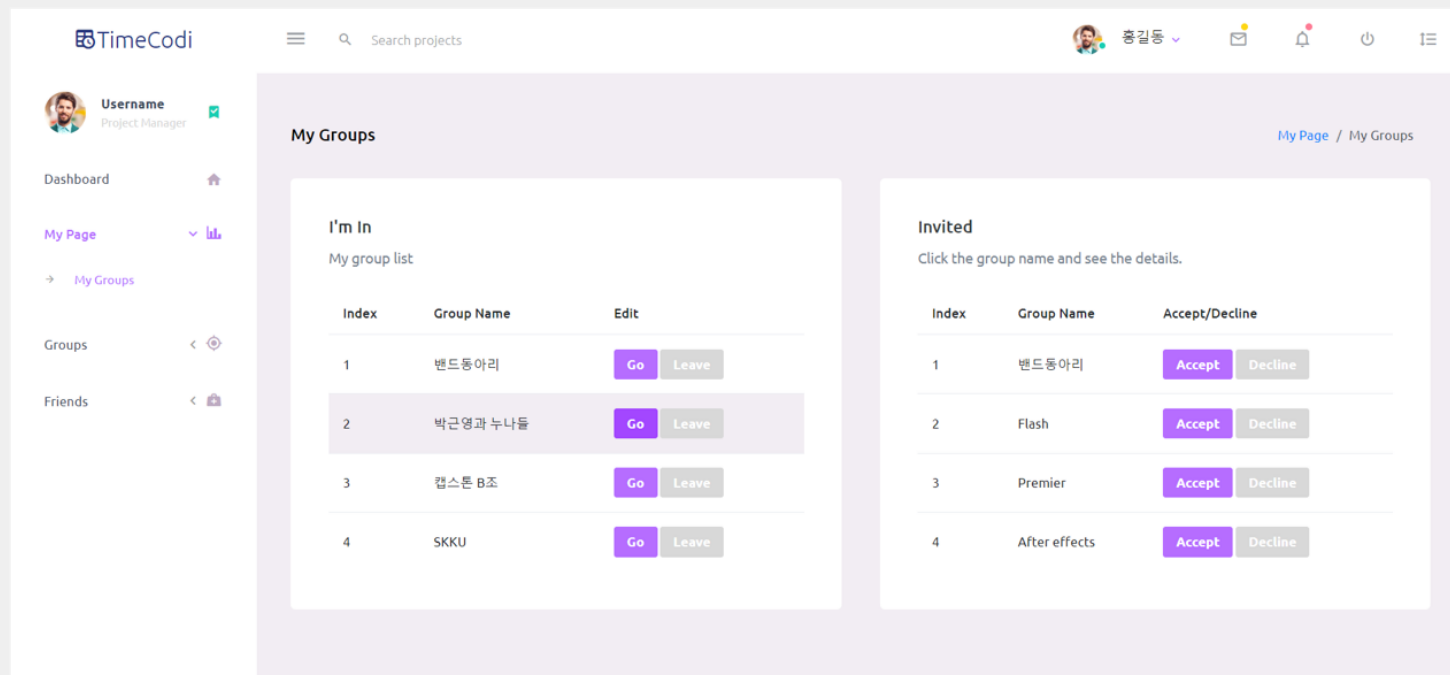 TimeCodi
Search projects
홍길동
Username
Project Manager
Dashboard
My Page
My Groups
Groups
Friends
My Groups
My Page / My Groups
I'm In
My group list
Index Group Name Edit
1 밴드동아리 Go Leave
2 박근영과 누나들 Go Leave
3 캡스톤 B조 Go Leave
4 SKKU Go Leave
Invited
Click the group name and see the details.
Index Group Name Accept/Decline
1 밴드동아리 Accept Decline
2 Flash Accept Decline
3 Premier Accept Decline
4 After effects Accept Decline